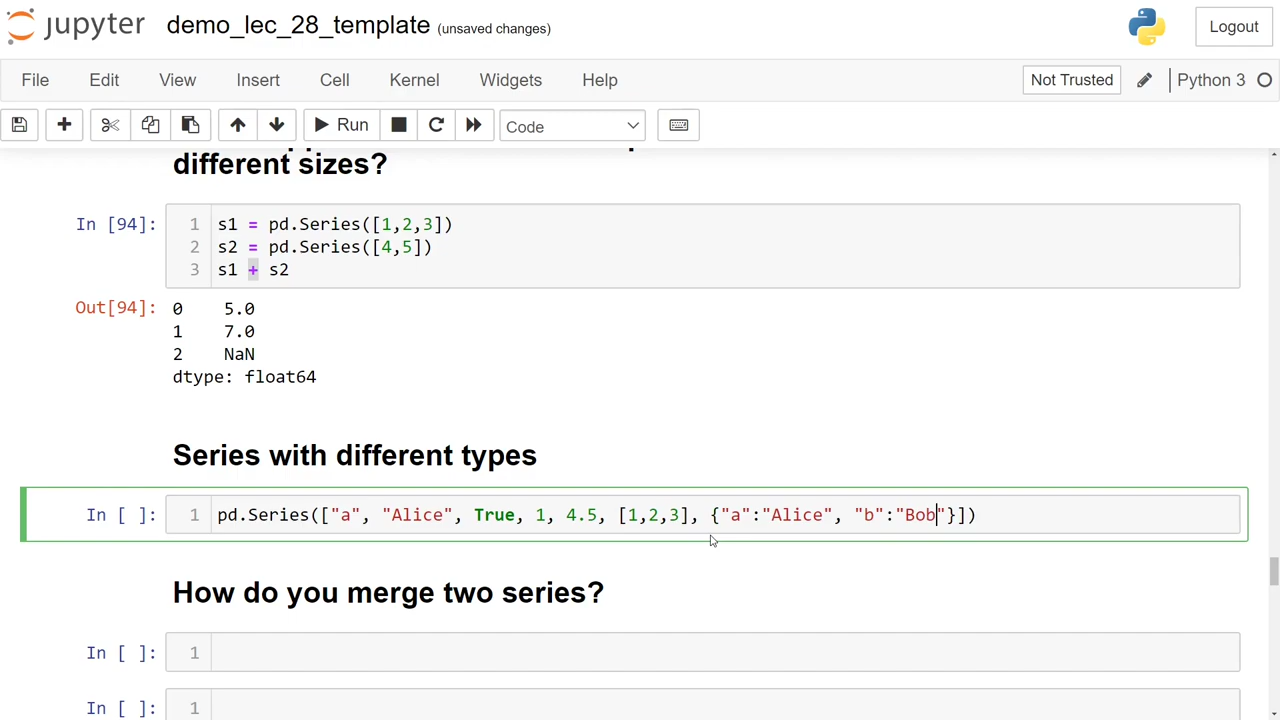 jupyter demo_lec_28_template (unsaved changes) Logout
File Edit View Insert Cell Kernel Widgets Help Not Trusted Python 3
Run Code
different sizes?
In [94]: 1 s1 = pd.Series([1,2,3])
2 s2 = pd.Series([4,5])
3 s1 + s2
Out[94]: 0 5.0
1 7.0
2 NaN
dtype: float64
Series with different types
In [ ]: 1 pd.Series(["a", "Alice", True, 1, 4.5, [1,2,3], {"a":"Alice", "b":"Bob"}])
How do you merge two series?
In [ ]: 1
In [ ]: 1